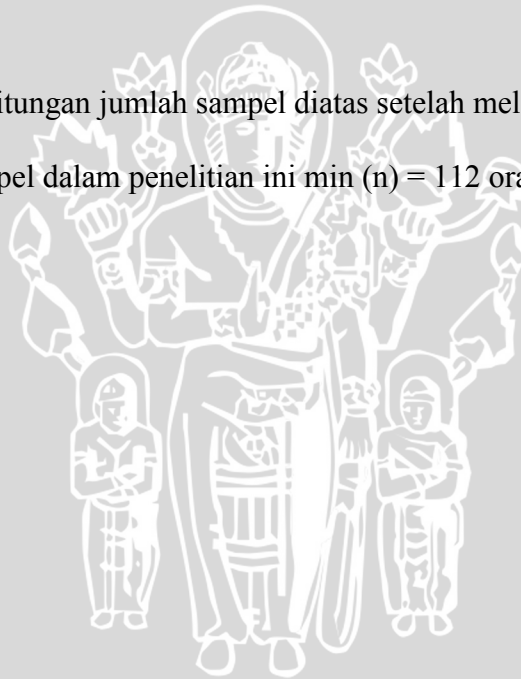 itungan jumlah sampel diatas setelah mel
pel dalam penelitian ini min (n) = 112 ora